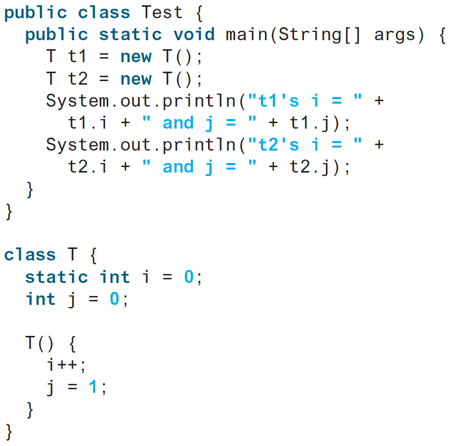 public class Test {
  public static void main(String[] args) {
    T t1 = new T();
    T t2 = new T();
    System.out.println("t1's i = " +
      t1.i + " and j = " + t1.j);
    System.out.println("t2's i = " +
      t2.i + " and j = " + t2.j);
  }
}

class T {
  static int i = 0;
  int j = 0;

  T() {
    i++;
    j = 1;
  }
}